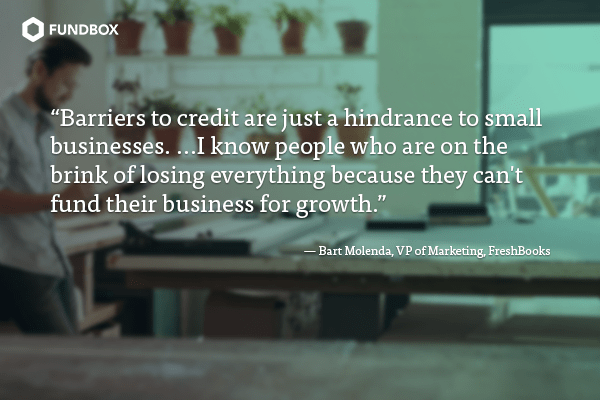 FUNDBOX
“Barriers to credit are just a hindrance to small
businesses. ...I know people who are on the
brink of losing everything because they can't
fund their business for growth.”
— Bart Molenda, VP of Marketing, FreshBooks